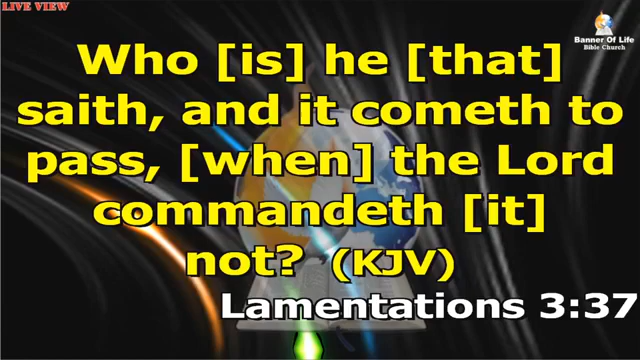 LIVE VIEW
Banner Of Life
Bible Church
Who [is] he [that]
saith, and it cometh to
pass, [when] the Lord
commandeth [it]
not? (KJV)
Lamentations 3:37